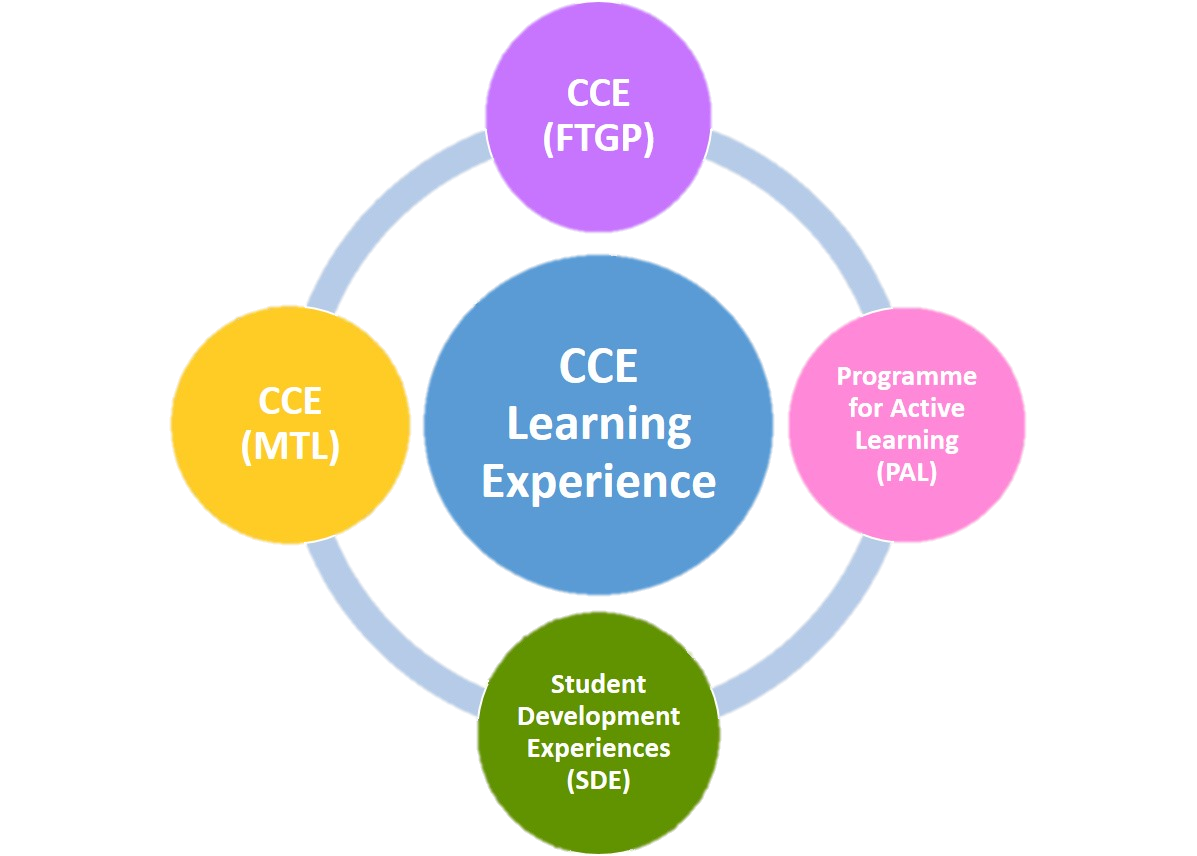 CCE
(FTGP)
CCE
Learning
Experience
CCE
(MTL)
Programme
for Active
Learning
(PAL)
Student
Development
Experiences
(SDE)